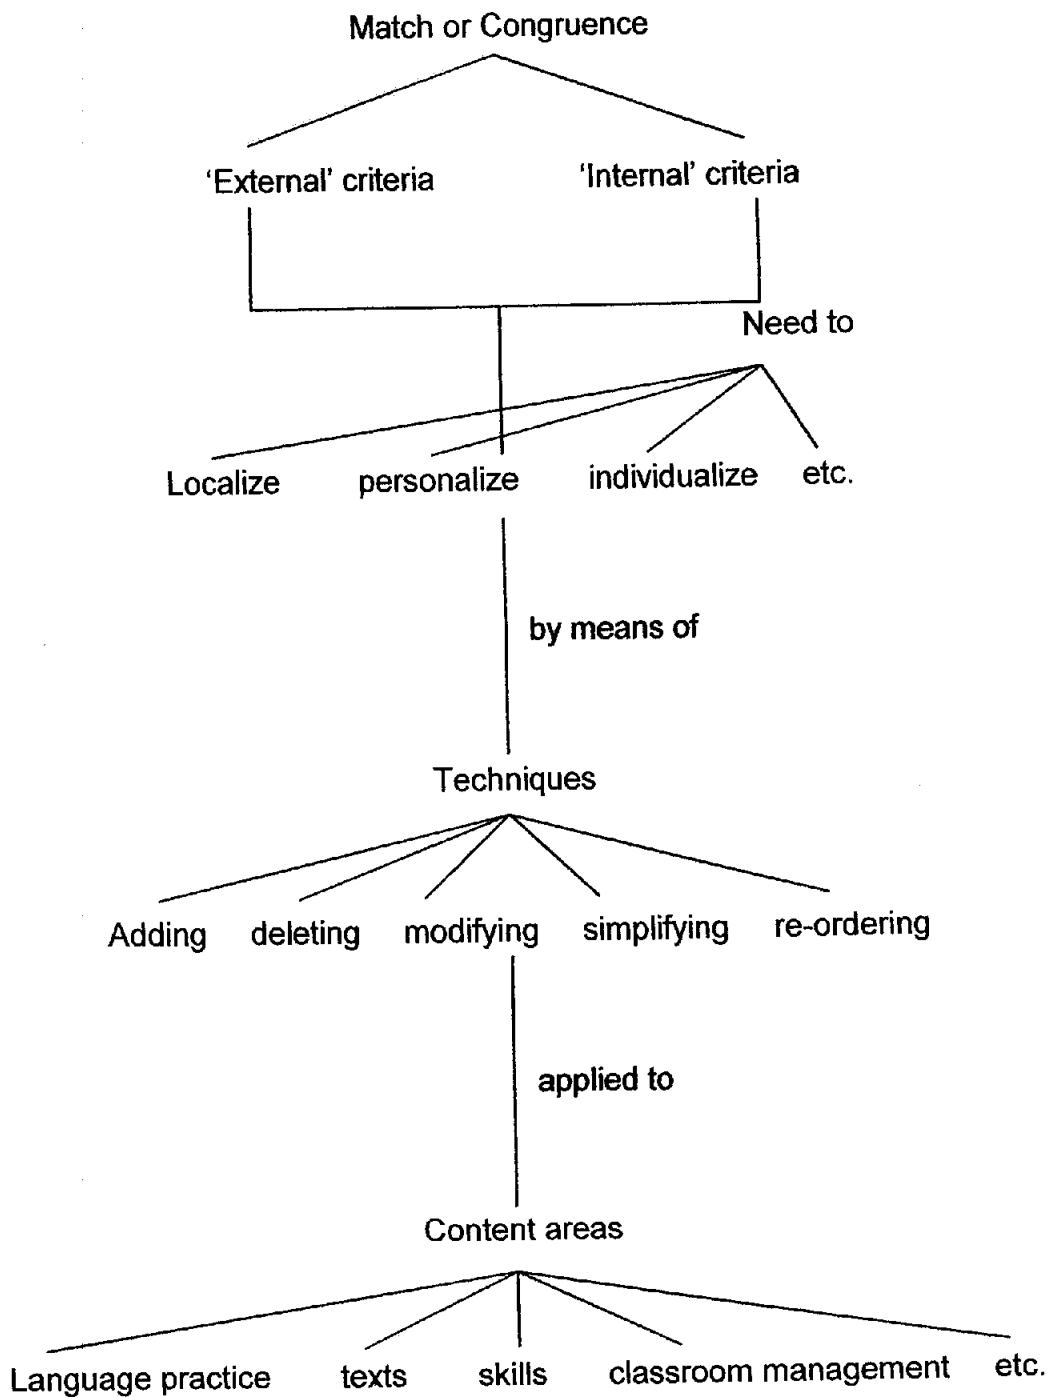 Match or Congruence
'External' criteria 'Internal' criteria
Need to
Localize personalize individualize etc.
by means of
Techniques
Adding deleting modifying simplifying re-ordering
applied to
Content areas
Language practice texts skills classroom management etc.